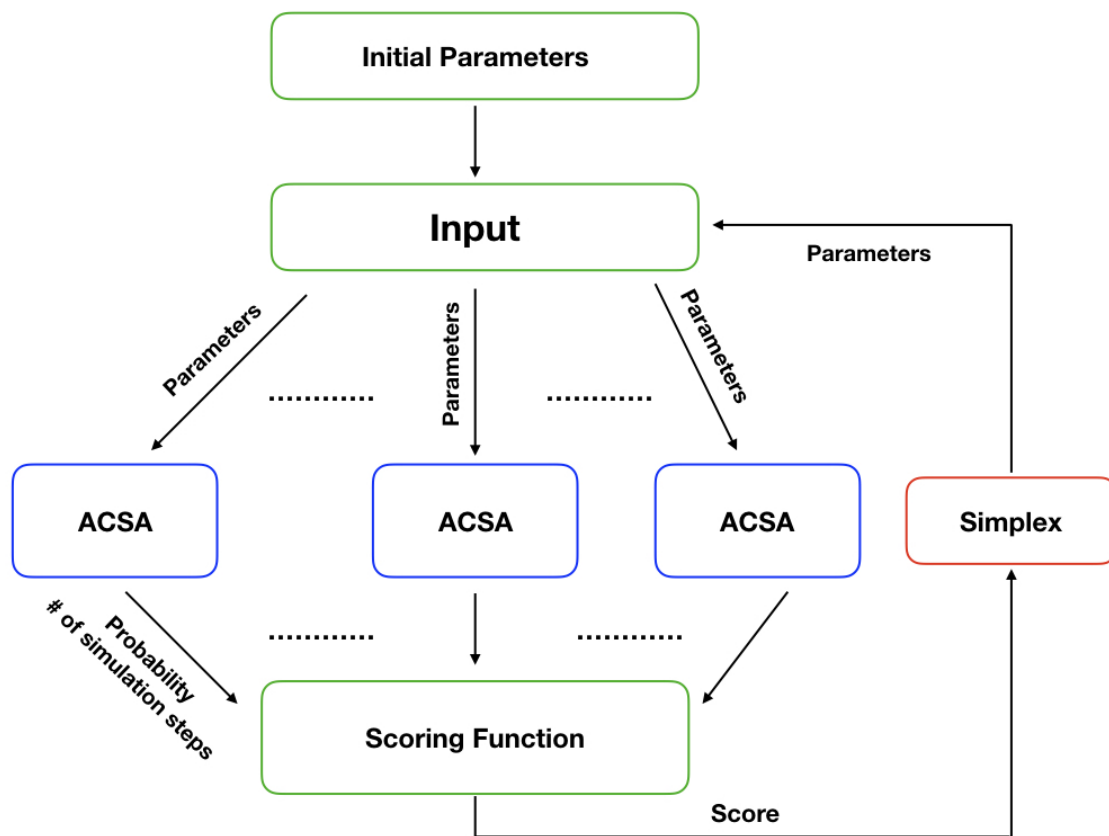 Initial Parameters
Input
Parameters
Parameters
Parameters
Parameters
ACSA
ACSA
ACSA
Simplex
Probability
# of simulation steps
Scoring Function
Score